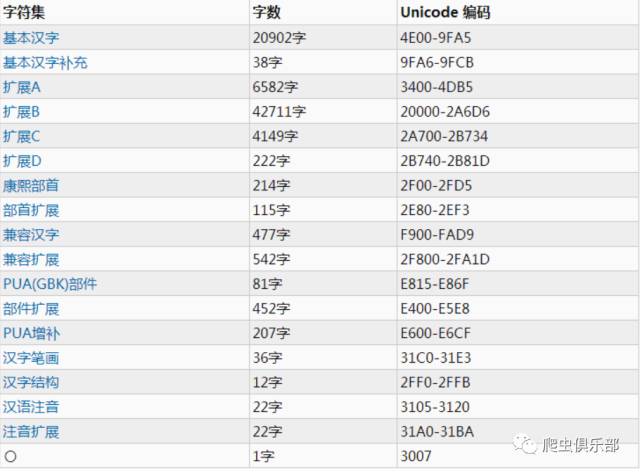 字符集 字数 Unicode 编码
基本汉字 20902字 4E00-9FA5
基本汉字补充 38字 9FA6-9FCB
扩展A 6582字 3400-4DB5
扩展B 42711字 20000-2A6D6
扩展C 4149字 2A700-2B734
扩展D 222字 2B740-2B81D
康熙部首 214字 2F00-2FD5
部首扩展 115字 2E80-2EF3
兼容汉字 477字 F900-FAD9
兼容扩展 542字 2F800-2FA1D
PUA(GBK)部件 81字 E815-E86F
部件扩展 452字 E400-E5E8
PUA增补 207字 E600-E6CF
汉字笔画 36字 31C0-31E3
汉字结构 12字 2FF0-2FFB
汉语注音 22字 3105-3120
注音扩展 22字 31A0-31BA
〇 1字 3007
爬虫俱乐部